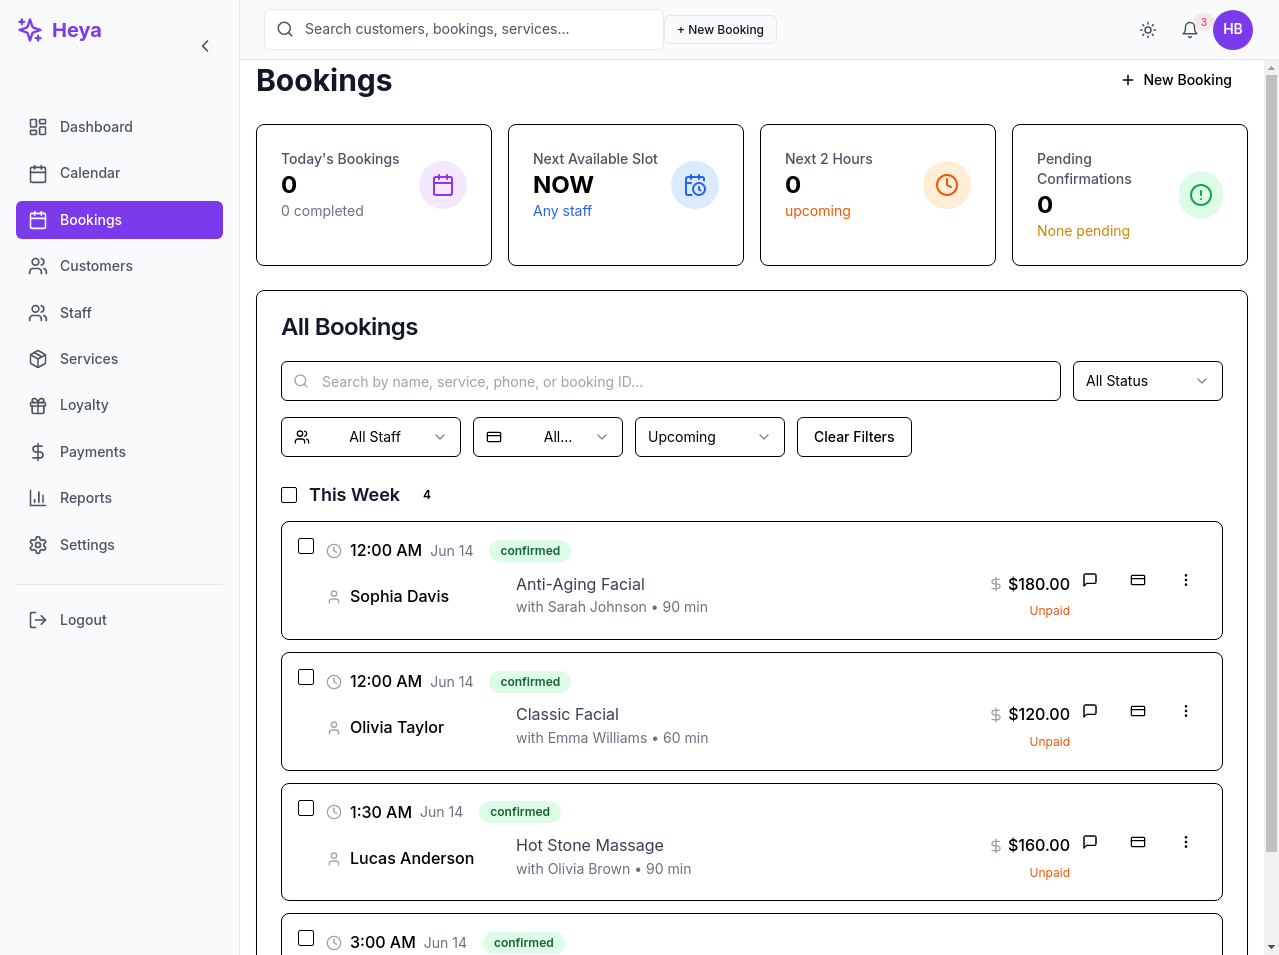 Heya
Search customers, bookings, services...
+ New Booking
3
HB
Dashboard
Calendar
Bookings
Customers
Staff
Services
Loyalty
Payments
Reports
Settings
Logout
Bookings
New Booking
Today's Bookings
0
0 completed
Next Available Slot
NOW
Any staff
Next 2 Hours
0
upcoming
Pending
Confirmations
0
None pending
All Bookings
Search by name, service, phone, or booking ID...
All Status
All Staff
All...
Upcoming
Clear Filters
This Week 4
12:00 AM Jun 14 confirmed
Sophia Davis
Anti-Aging Facial
with Sarah Johnson • 90 min
$180.00
Unpaid
12:00 AM Jun 14 confirmed
Olivia Taylor
Classic Facial
with Emma Williams • 60 min
$120.00
Unpaid
1:30 AM Jun 14 confirmed
Lucas Anderson
Hot Stone Massage
with Olivia Brown • 90 min
$160.00
Unpaid
3:00 AM Jun 14 confirmed